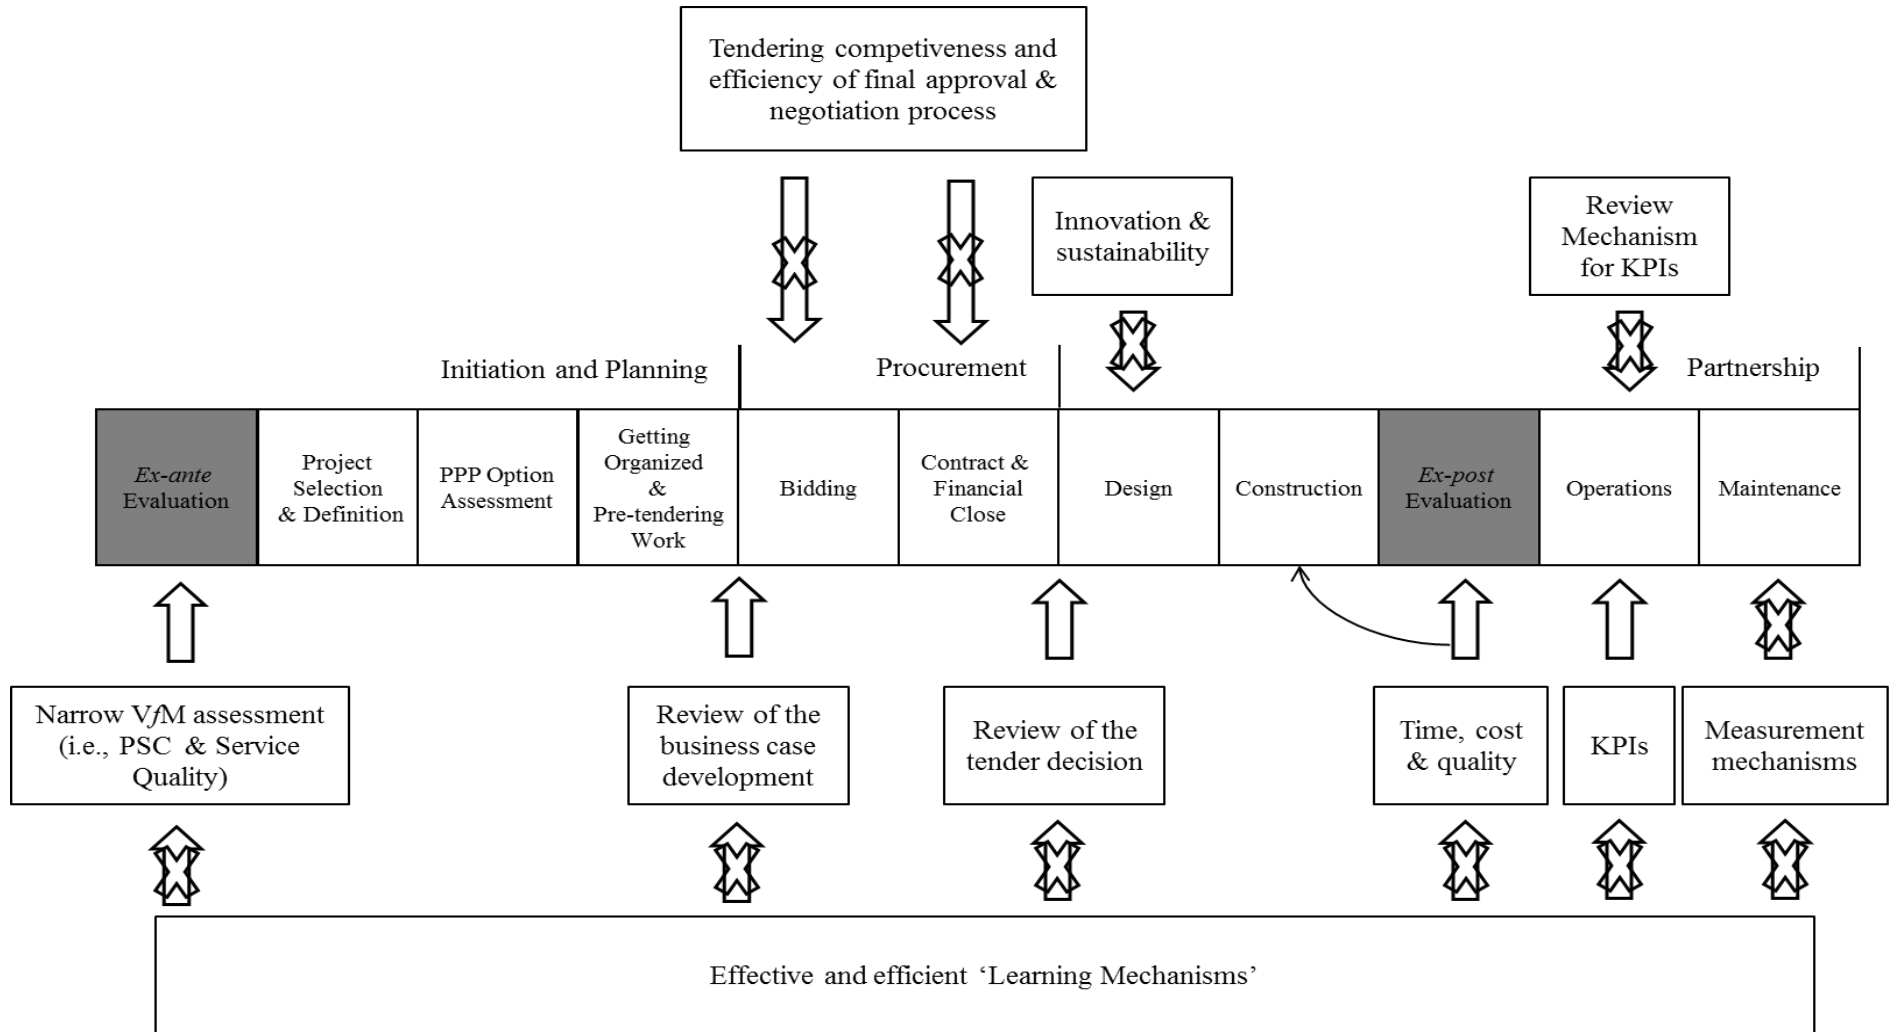 Tendering competiveness and
efficiency of final approval &
negotiation process
Innovation &
sustainability
Review
Mechanism
for KPIs
Initiation and Planning
Procurement
Partnership
Ex-ante
Evaluation
Project
Selection
& Definition
PPP Option
Assessment
Getting
Organized
&
Pre-tendering
Work
Bidding
Contract &
Financial
Close
Design
Construction
Ex-post
Evaluation
Operations
Maintenance
Narrow VfM assessment
(i.e., PSC & Service
Quality)
Review of the
business case
development
Review of the
tender decision
Time, cost
& quality
KPIs
Measurement
mechanisms
Effective and efficient ‘Learning Mechanisms’